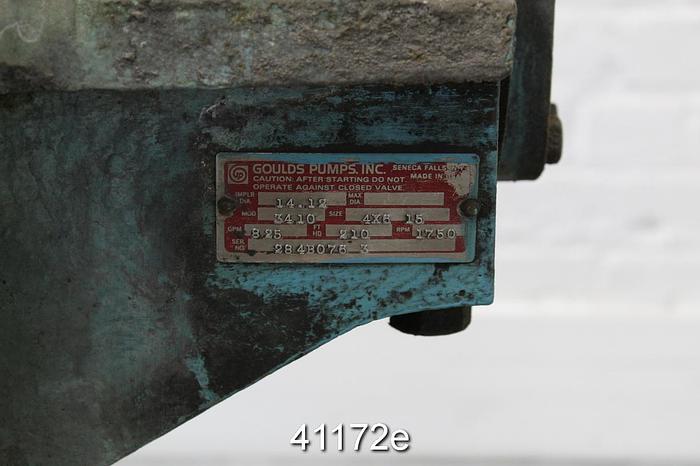 GOULDS PUMPS, INC. SENECA FALLS,
CAUTION: AFTER STARTING DO NOT MADE IN
OPERATE AGAINST CLOSED VALVE.
IMPLR DIA. 14.12 MAX DIA.
MOD 3410 SIZE 4X6 15
GPM 825 FT HD 210 RPM 1750
SER. NO. 284B076 3
41172e